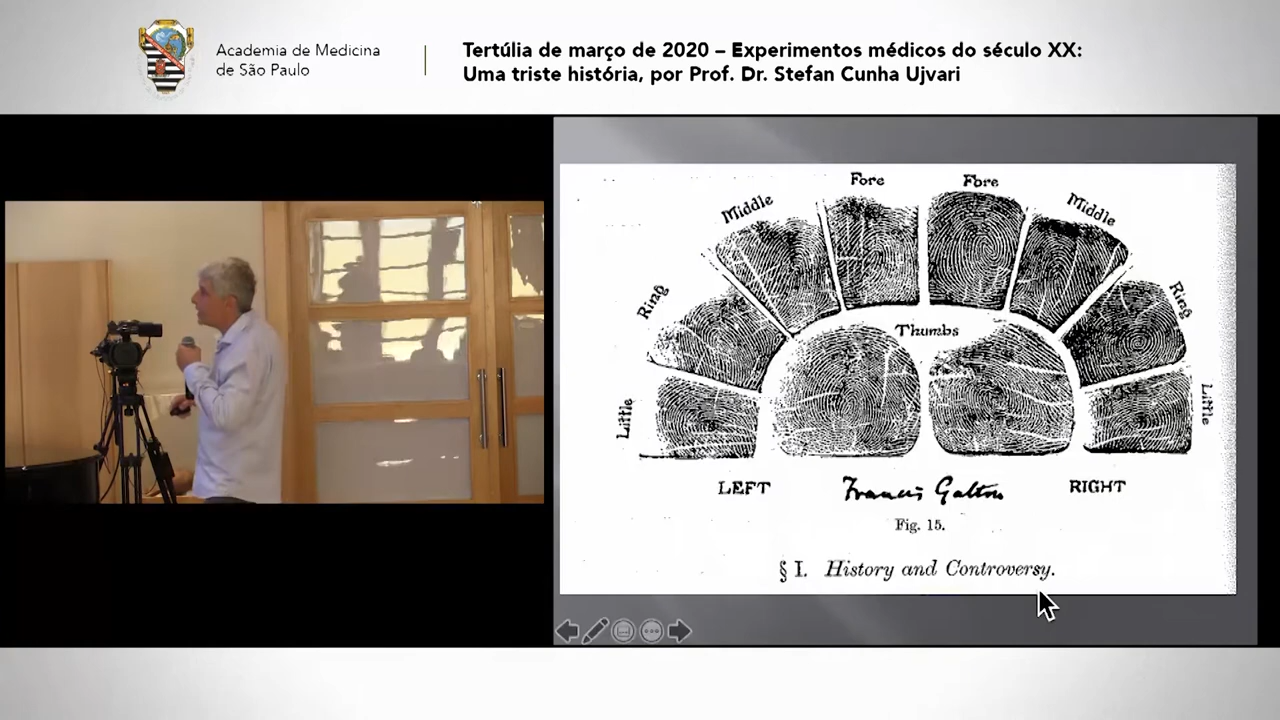 Academia de Medicina
de São Paulo
Tertúlia de março de 2020 – Experimentos médicos do século XX:
Uma triste história, por Prof. Dr. Stefan Cunha Ujvari
Fore Fore
Middle Middle
Ring Ring
Thumbs
Little Little
LEFT Francis Galton RIGHT
Fig. 15.
§ I. History and Controversy.